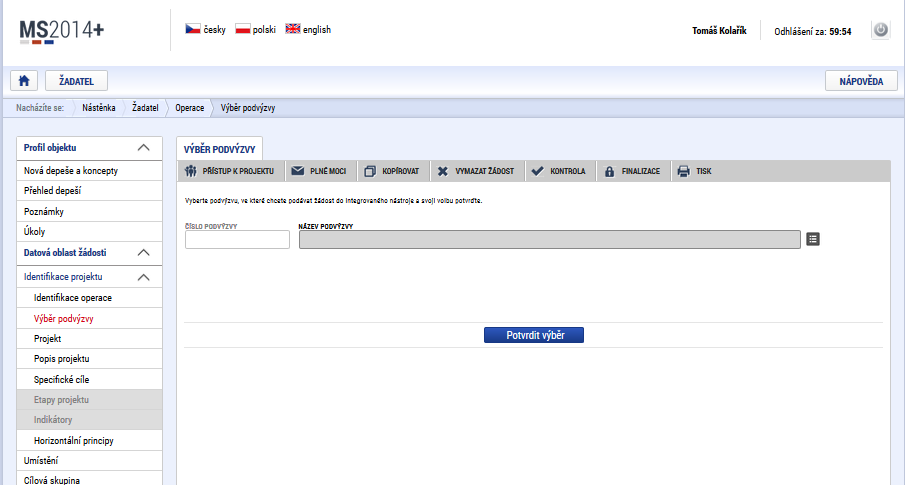 MS2014+
česky polski english
Tomáš Kolařík Odhlášení za: 59:54
ŽADATEL NÁPOVĚDA
Nacházíte se: Nástěnka Žadatel Operace Výběr podvýzvy
Profil objektu
Nová depeše a koncepty
Přehled depeší
Poznámky
Úkoly
Datová oblast žádosti
Identifikace projektu
Identifikace operace
Výběr podvýzvy
Projekt
Popis projektu
Specifické cíle
Etapy projektu
Indikátory
Horizontální principy
Umístění
Cílová skupina
VÝBĚR PODVÝZVY
PŘÍSTUP K PROJEKTU PLNÉ MOCI KOPÍROVAT VYMAZAT ŽÁDOST KONTROLA FINALIZACE TISK
Vyberte podvýzvu, ve které chcete podávat žádost do integrovaného nástroje a svoji volbu potvrďte.
ČÍSLO PODVÝZVY NÁZEV PODVÝZVY
Potvrdit výběr